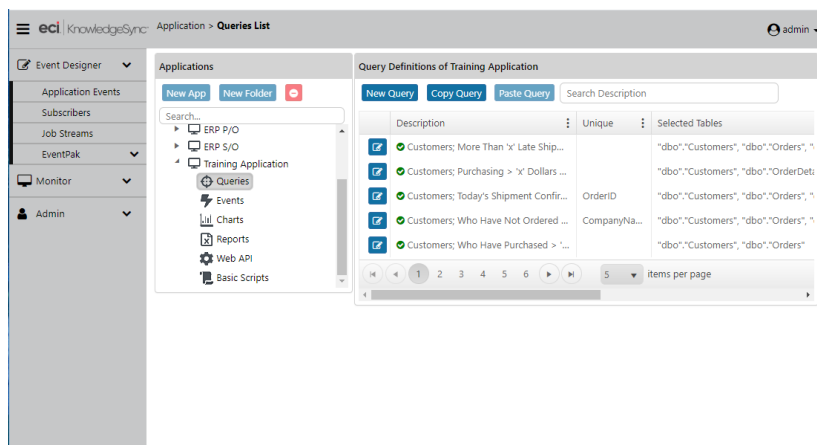 eci KnowledgeSync
Application > Queries List
admin
Event Designer
Application Events
Subscribers
Job Streams
EventPak
Monitor
Admin
Applications
New App New Folder
Search...
ERP P/O
ERP S/O
Training Application
Queries
Events
Charts
Reports
Web API
Basic Scripts
Query Definitions of Training Application
New Query Copy Query Paste Query Search Description
Description Unique Selected Tables
Customers; More Than 'x' Late Ship... "dbo"."Customers", "dbo"."Orders", "
Customers; Purchasing > 'x' Dollars ... "dbo"."Customers", "dbo"."OrderDeta
Customers; Today's Shipment Confir... OrderID "dbo"."Customers", "dbo"."Orders", "
Customers; Who Have Not Ordered ... CompanyNa... "dbo"."Customers", "dbo"."Orders", "
Customers; Who Have Purchased > '... "dbo"."Customers", "dbo"."Orders"
1 2 3 4 5 6 5 items per page